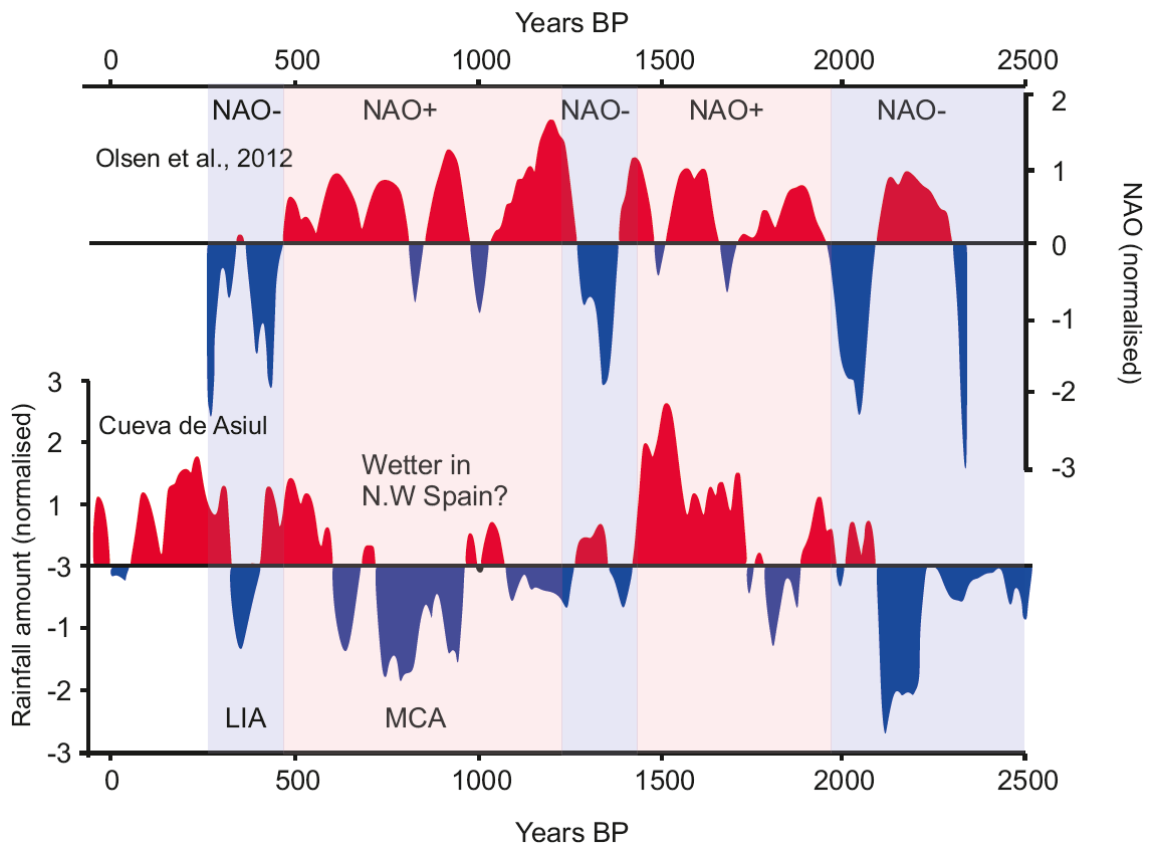 Years BP
0 500 1000 1500 2000 2500
NAO- NAO+ NAO- NAO+ NAO-
Olsen et al., 2012
2
1
0
-1
-2
-3
NAO (normalised)
3
2
1
-3
-1
-2
-3
Rainfall amount (normalised)
Cueva de Asiul
Wetter in
N.W Spain?
LIA MCA
0 500 1000 1500 2000 2500
Years BP